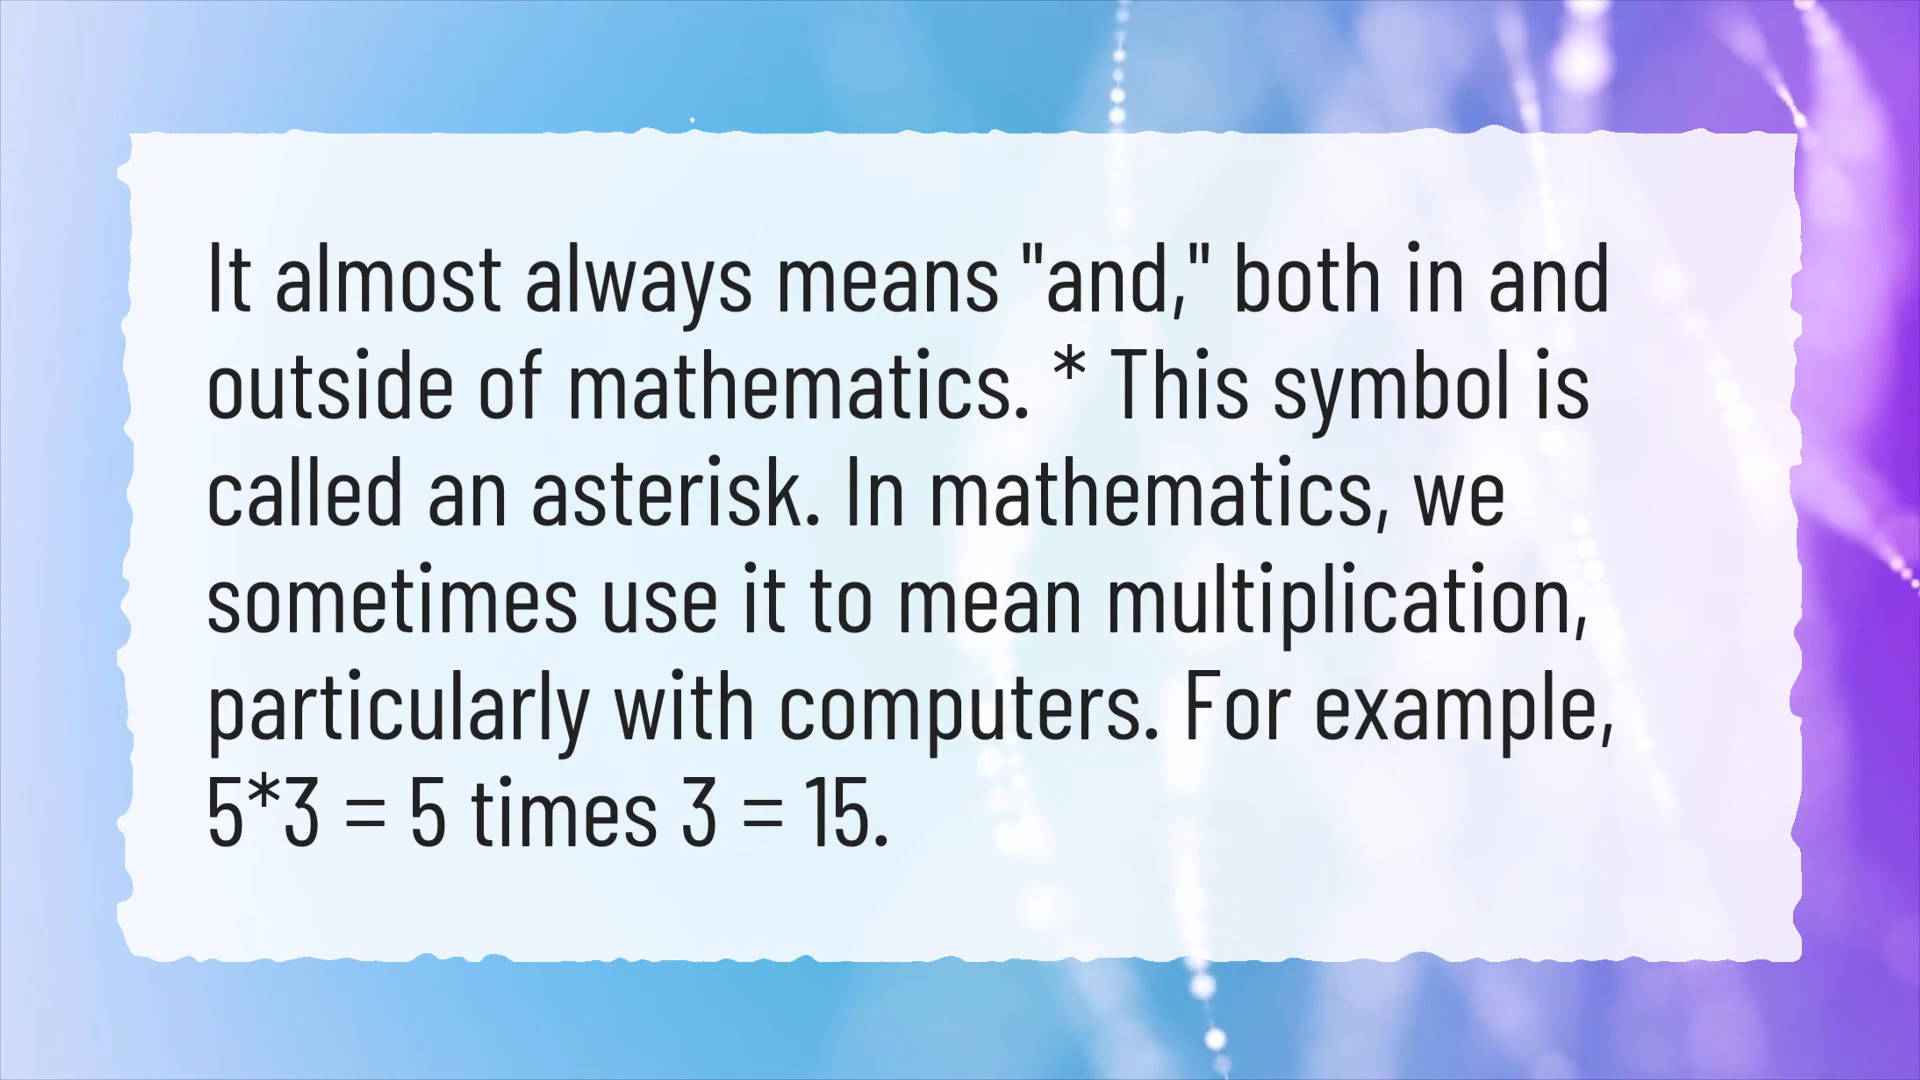 It almost always means "and," both in and
outside of mathematics. * This symbol is
called an asterisk. In mathematics, we
sometimes use it to mean multiplication,
particularly with computers. For example,
5*3 = 5 times 3 = 15.